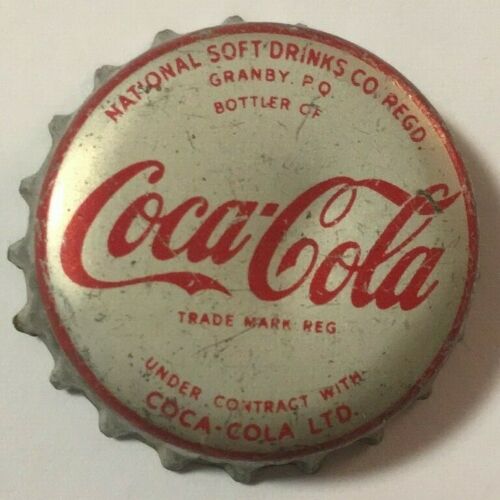 NATIONAL SOFT DRINKS CO. REGD.
GRANBY, P.Q.
BOTTLER OF
Coca-Cola
TRADE MARK REG.
UNDER CONTRACT WITH
COCA-COLA LTD.